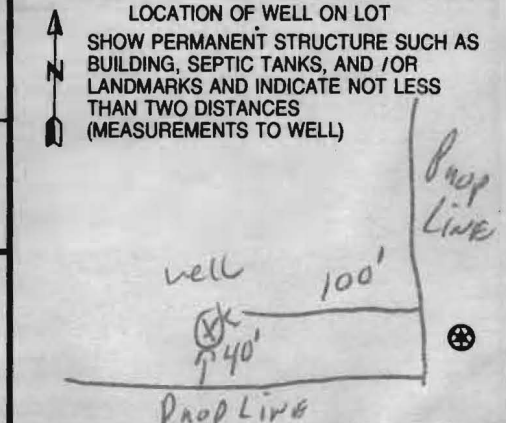 LOCATION OF WELL ON LOT
SHOW PERMANENT STRUCTURE SUCH AS
BUILDING, SEPTIC TANKS, AND /OR
LANDMARKS AND INDICATE NOT LESS
THAN TWO DISTANCES
(MEASUREMENTS TO WELL)
N
Prop
Line
well
100'
X
40'
Prop Line